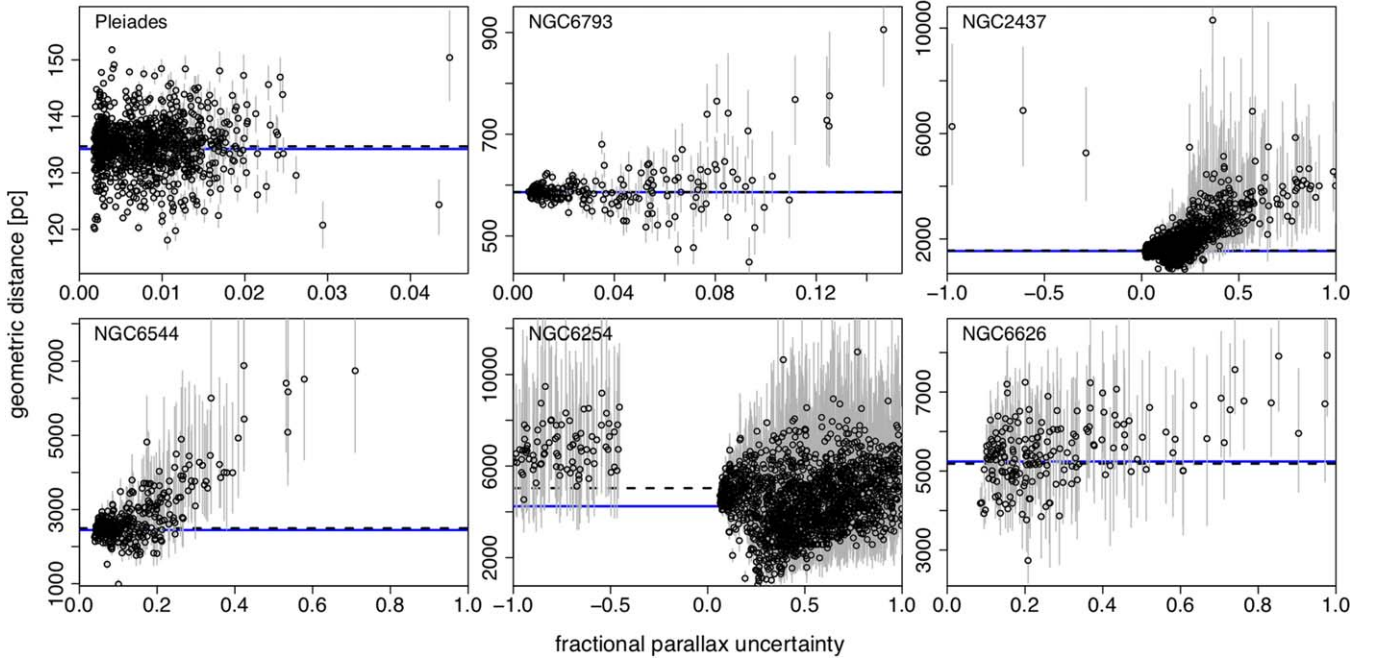 Pleiades
NGC6793
NGC2437
150
140
130
120
900
700
500
10000
6000
2000
0.00 0.01 0.02 0.03 0.04
0.00 0.04 0.08 0.12
−1.0 −0.5 0.0 0.5 1.0
geometric distance [pc]
NGC6544
NGC6254
NGC6626
7000
5000
3000
1000
10000
6000
2000
7000
5000
3000
0.0 0.2 0.4 0.6 0.8 1.0
−1.0 −0.5 0.0 0.5 1.0
0.0 0.2 0.4 0.6 0.8 1.0
fractional parallax uncertainty